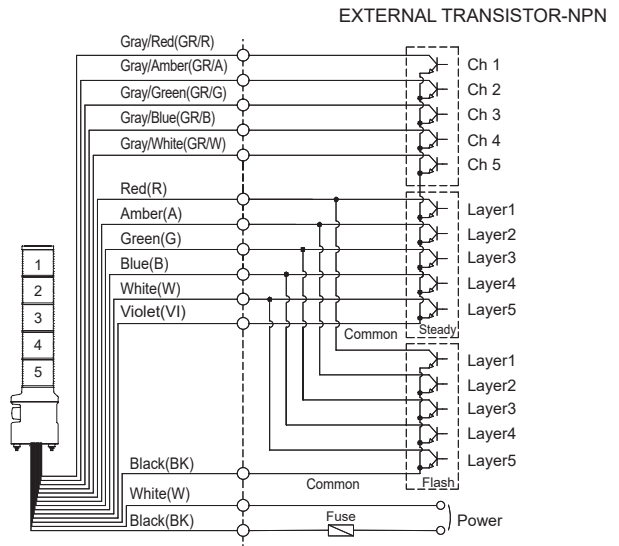 EXTERNAL TRANSISTOR-NPN
Gray/Red(GR/R)
Gray/Amber(GR/A)
Gray/Green(GR/G)
Gray/Blue(GR/B)
Gray/White(GR/W)
Ch 1
Ch 2
Ch 3
Ch 4
Ch 5
Red(R)
Amber(A)
Green(G)
Blue(B)
White(W)
Violet(VI)
Layer1
Layer2
Layer3
Layer4
Layer5
Common
Steady
1
2
3
4
5
Layer1
Layer2
Layer3
Layer4
Layer5
Black(BK)
Common
Flash
White(W)
Black(BK)
Fuse
Power